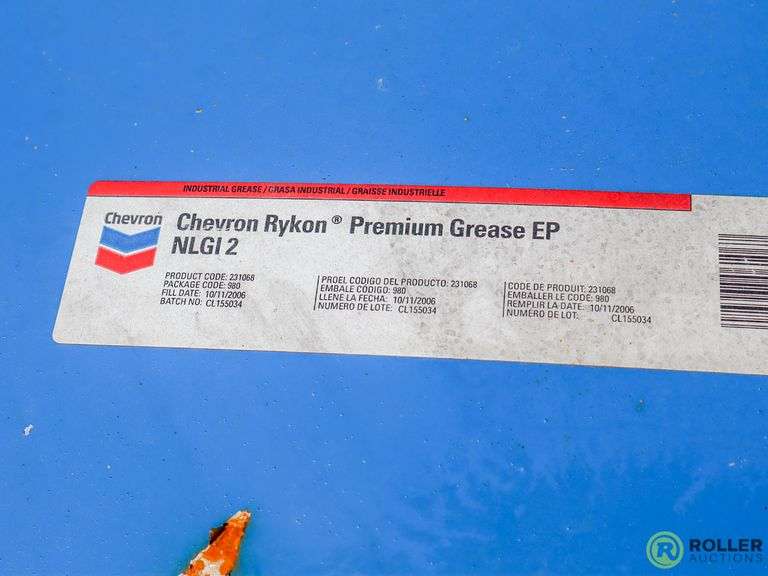 INDUSTRIAL GREASE / GRASA INDUSTRIAL / GRAISSE INDUSTRIELLE
Chevron
Chevron Rykon® Premium Grease EP
NLGI 2
PRODUCT CODE: 231068
PACKAGE CODE: 980
FILL DATE: 10/11/2006
BATCH NO: CL155034
PROEL CODIGO DEL PRODUCTO: 231068
EMBALE CÓDIGO: 980
LLENE LA FECHA: 10/11/2006
NUMERO DE LOTE: CL155034
CODE DE PRODUIT: 231068
EMBALLER LE CODE: 980
REMPLIR LA DATE: 10/11/2006
NUMÉRO DE LOT: CL155034
R ROLLER
AUCTIONS